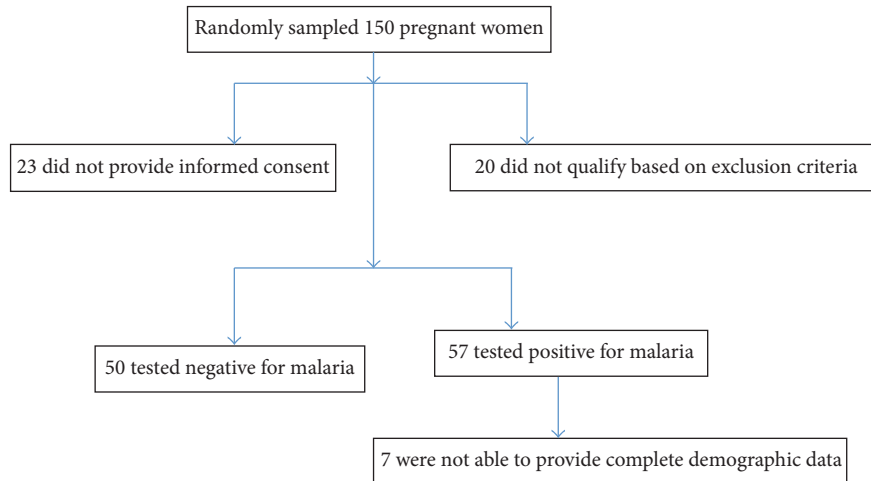 Randomly sampled 150 pregnant women
23 did not provide informed consent
20 did not qualify based on exclusion criteria
50 tested negative for malaria
57 tested positive for malaria
7 were not able to provide complete demographic data